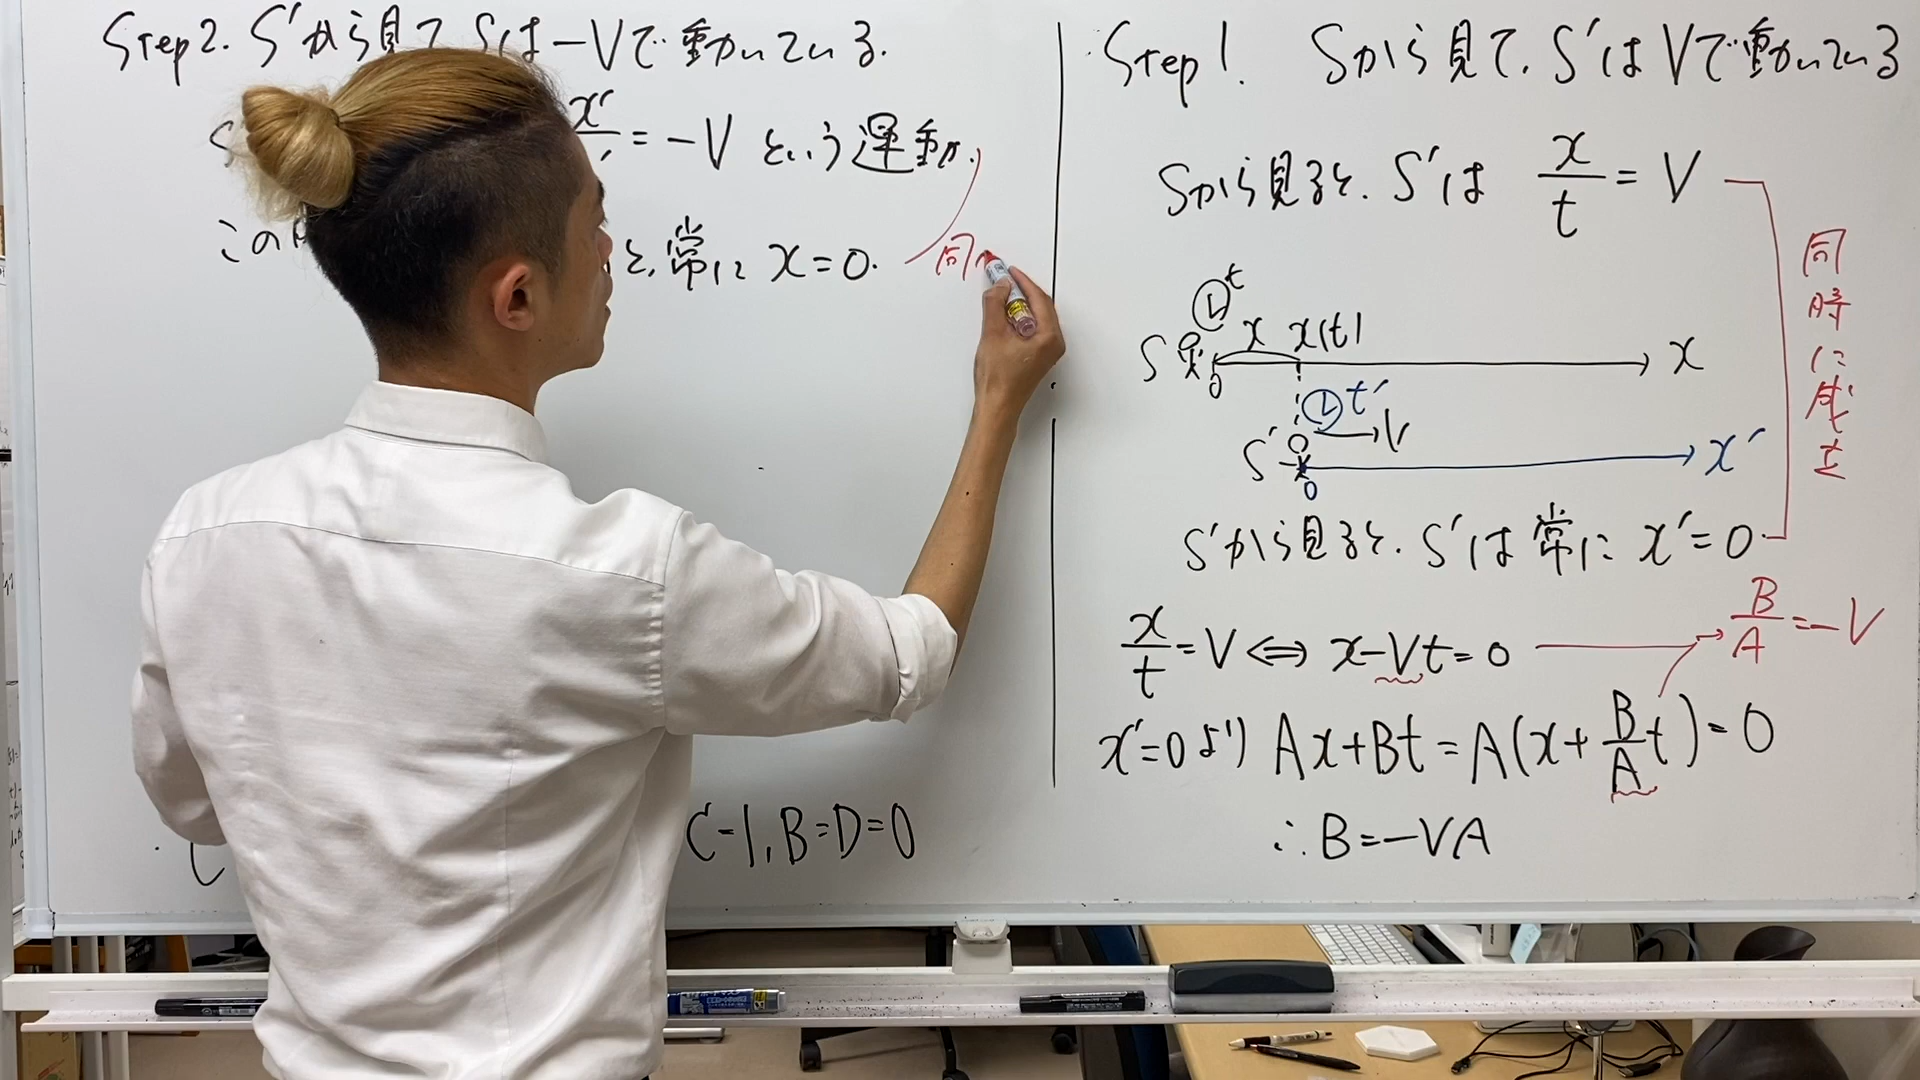 Step2. S'から見て SはーVで動いている.
x' = -V という運動.
この と,常に x=0.
同
C-1, B=D=0
Step1. Sから見て, S'はVで動いている
Sから見ると, S'は x/t = V
同時に成立
t
S x x(t) x
0
t' V
S' x'
0
S'から見ると, S'は常に x'=0
x/t = V ⇔ x-Vt=0 → B/A = -V
x'=0より Ax+Bt = A(x+B/A t) = 0
∴ B=-VA